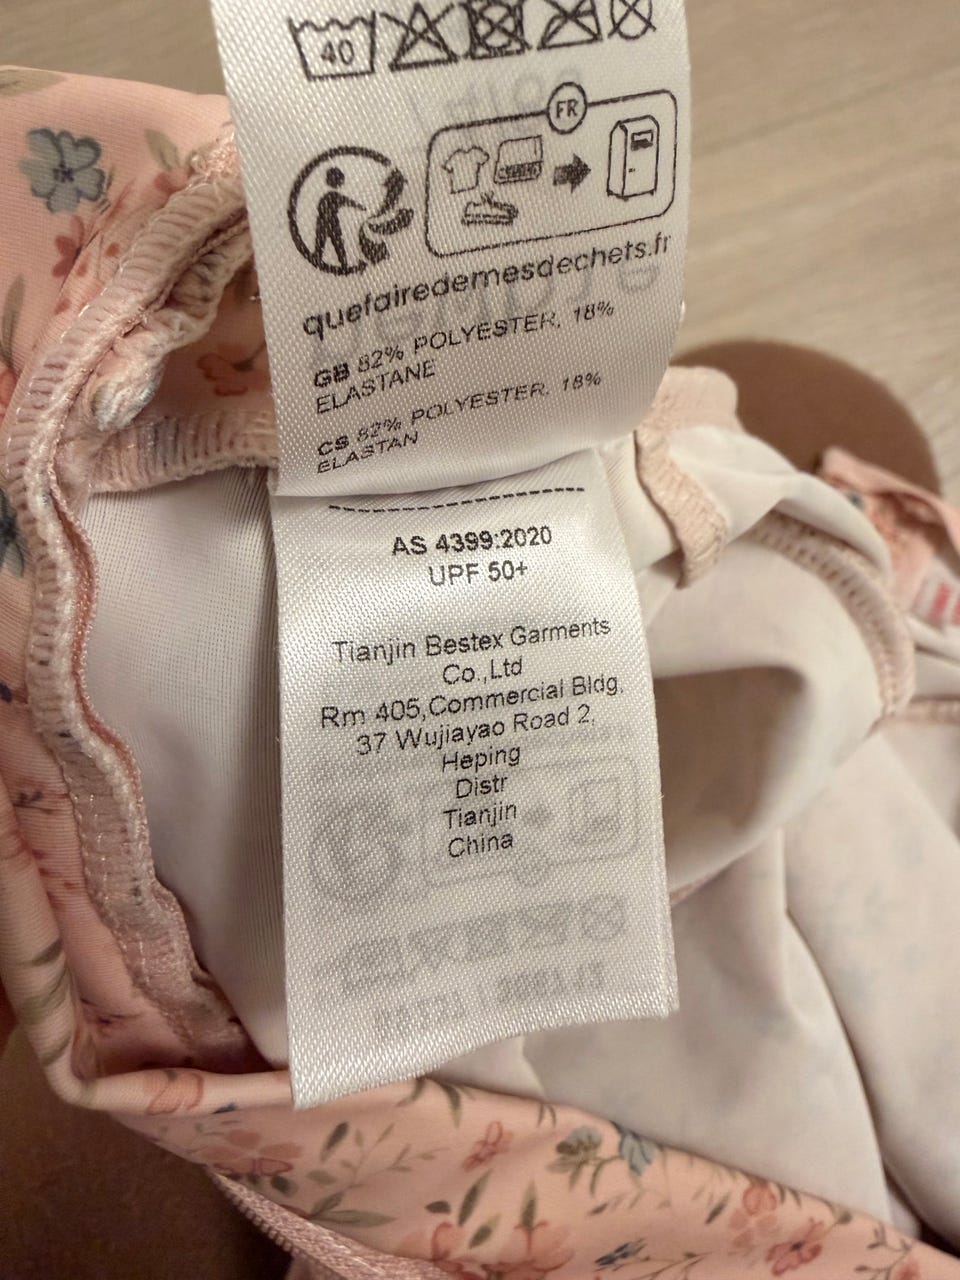 40
FR
quefairedemesdechets.fr
GB 82% POLYESTER, 18%
ELASTANE
CS 82% POLYESTER, 18%
ELASTAN
AS 4399:2020
UPF 50+
Tianjin Bestex Garments
Co.,Ltd
Rm 405,Commercial Bldg,
37 Wujiayao Road 2,
Heping
Distr
Tianjin
China